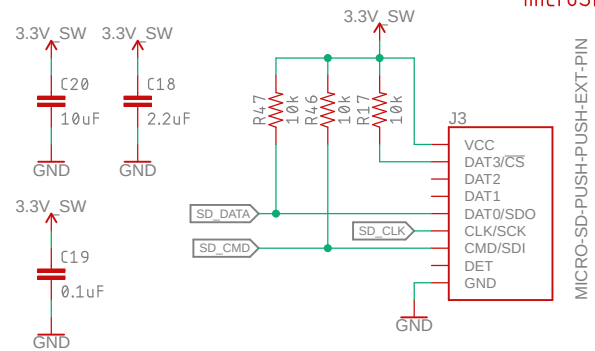 3.3V_SW
C20
10uF
GND
3.3V_SW
C18
2.2uF
GND
3.3V_SW
C19
0.1uF
GND
3.3V_SW
R47
10k
R46
10k
R17
10k
SD_DATA
SD_CMD
SD_CLK
GND
J3
VCC
DAT3/CS
DAT2
DAT1
DAT0/SDO
CLK/SCK
CMD/SDI
DET
GND
MICRO-SD-PUSH-PUSH-EXT-PIN